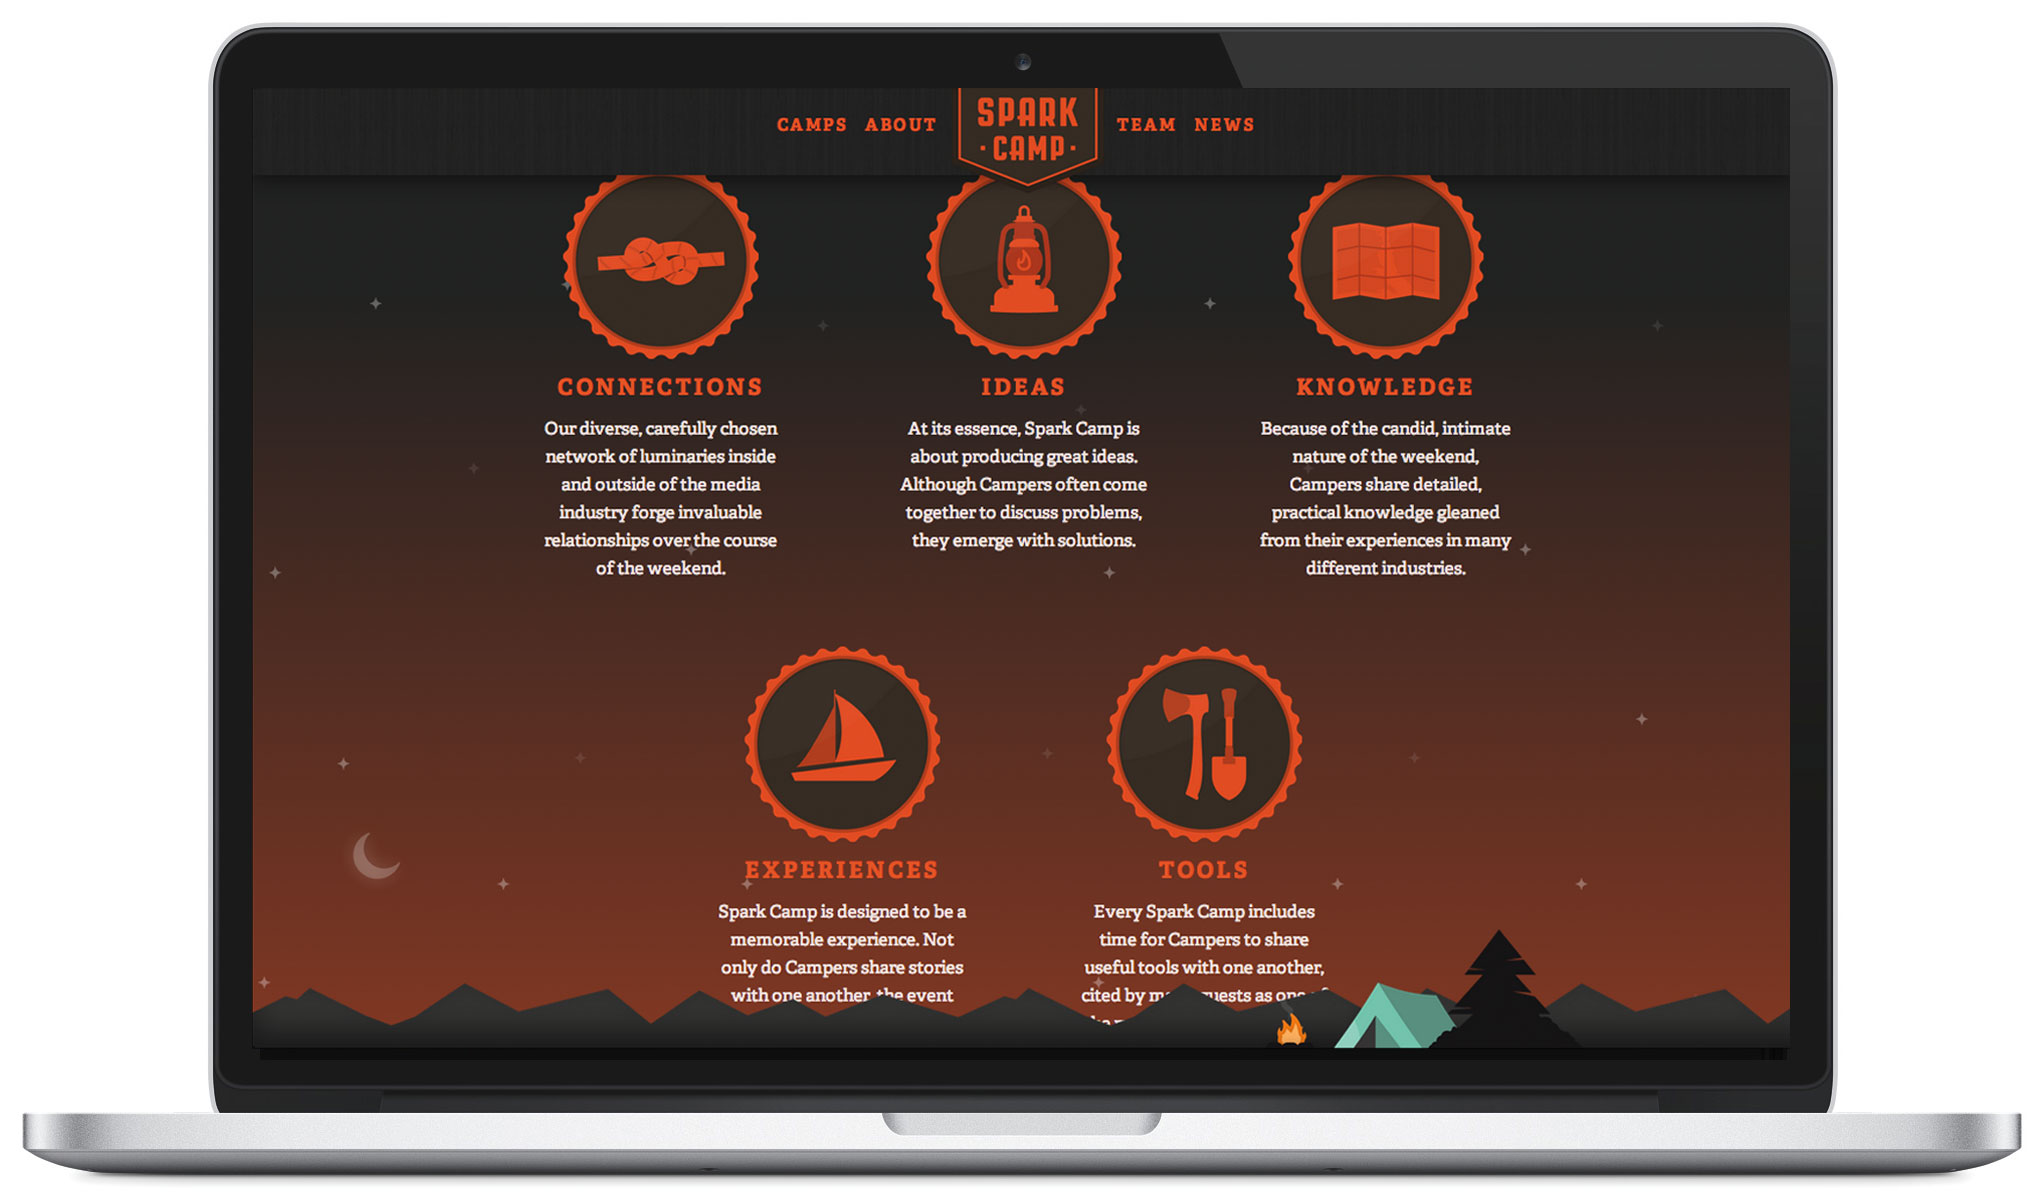 CAMPS ABOUT
SPARK
·CAMP·
TEAM NEWS
CONNECTIONS
Our diverse, carefully chosen
network of luminaries inside
and outside of the media
industry forge invaluable
relationships over the course
of the weekend.
IDEAS
At its essence, Spark Camp is
about producing great ideas.
Although Campers often come
together to discuss problems,
they emerge with solutions.
KNOWLEDGE
Because of the candid, intimate
nature of the weekend,
Campers share detailed,
practical knowledge gleaned
from their experiences in many
different industries.
EXPERIENCES
Spark Camp is designed to be a
memorable experience. Not
only do Campers share stories
with one another, the event
TOOLS
Every Spark Camp includes
time for Campers to share
useful tools with one another,
cited by guests as one